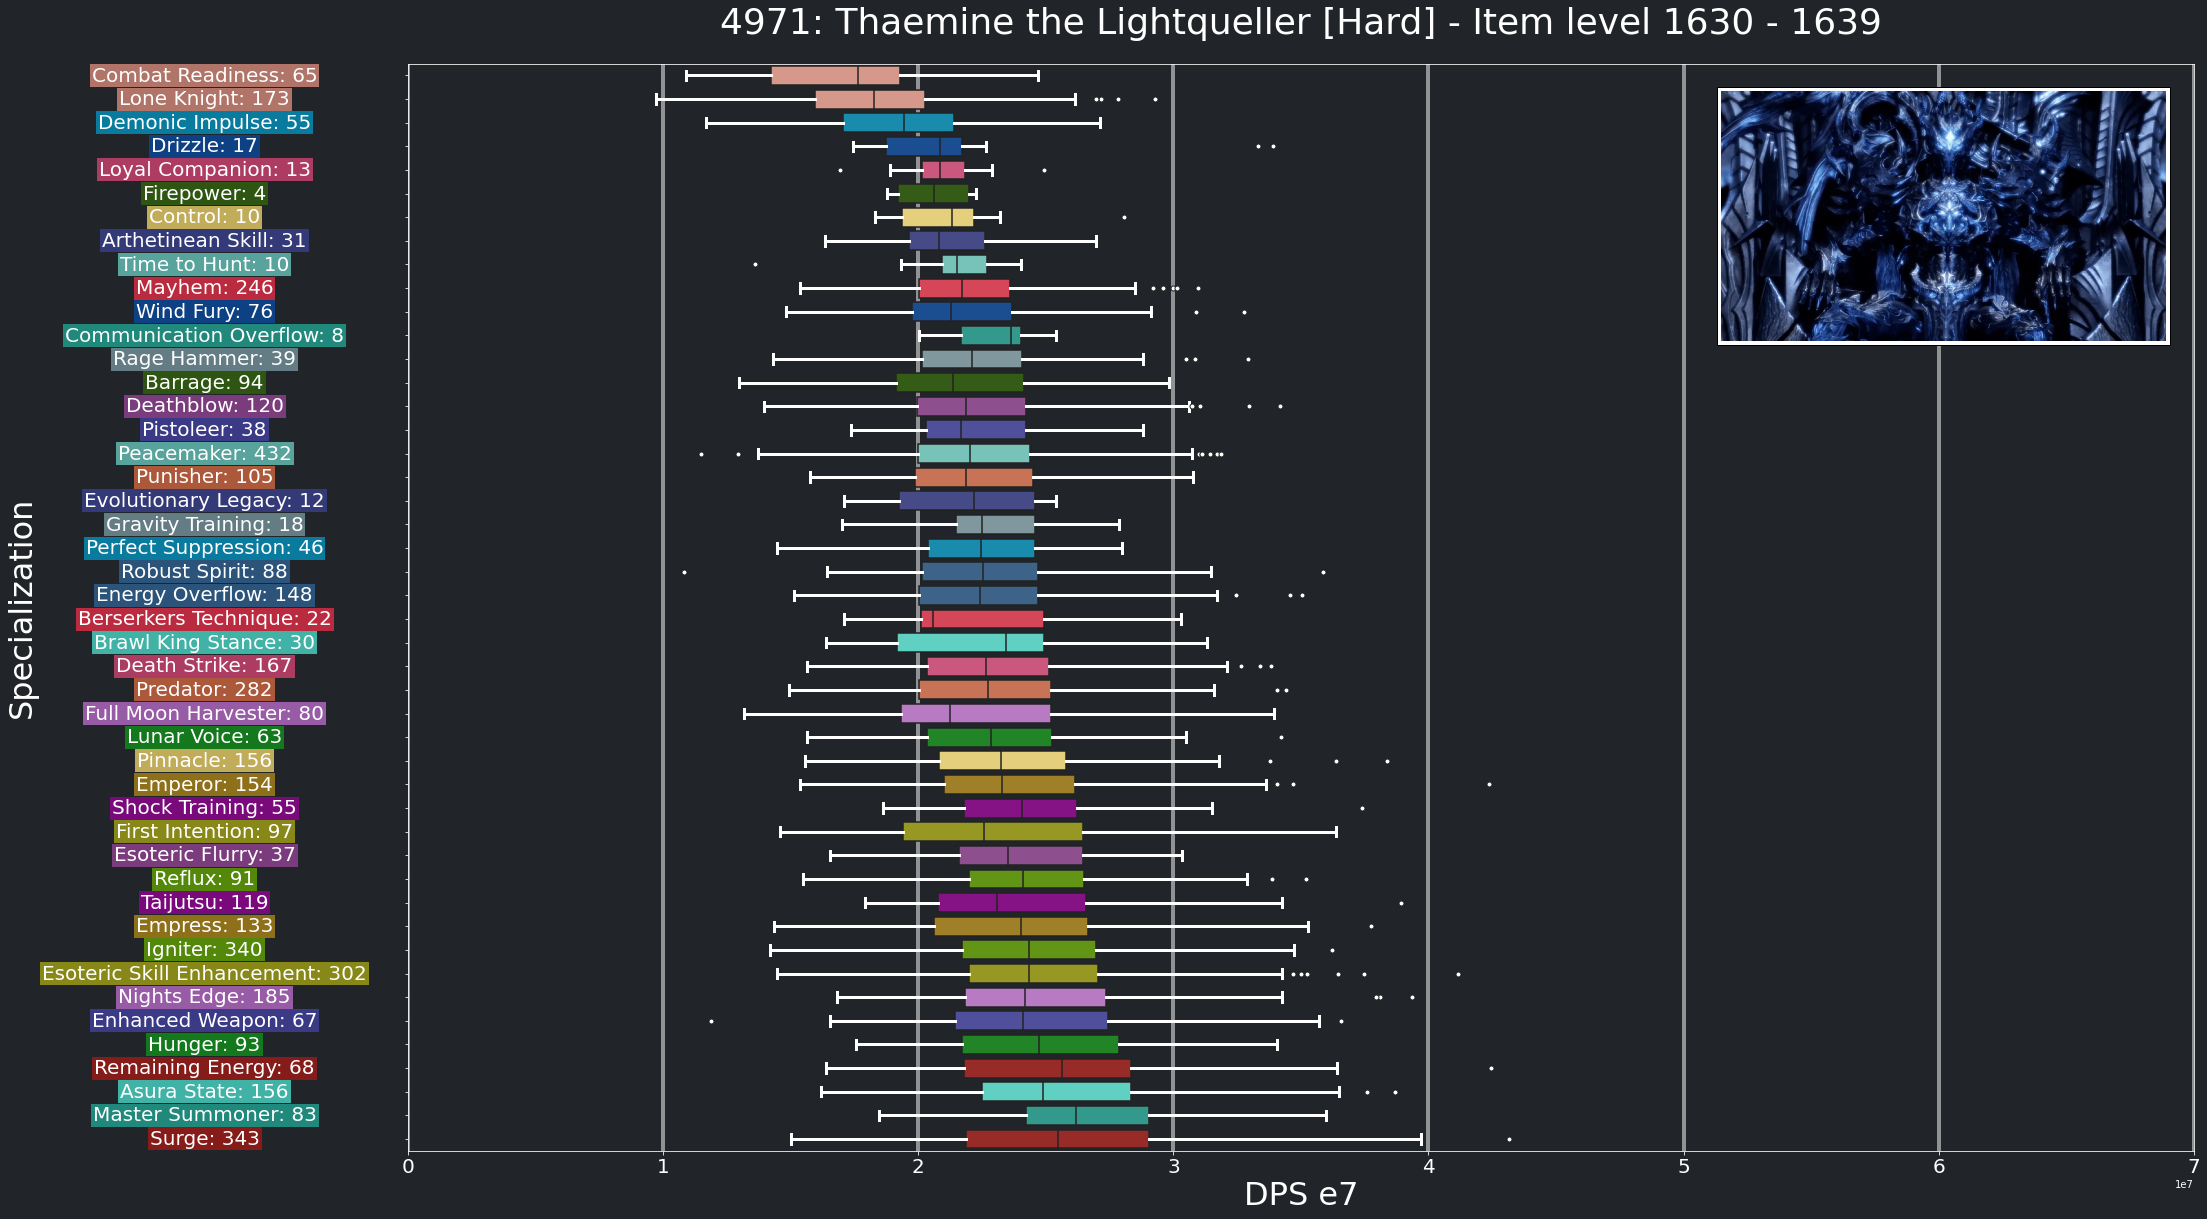 4971: Thaemine the Lightqueller [Hard] - Item level 1630 - 1639
Specialization
Combat Readiness: 65
Lone Knight: 173
Demonic Impulse: 55
Drizzle: 17
Loyal Companion: 13
Firepower: 4
Control: 10
Arthetinean Skill: 31
Time to Hunt: 10
Mayhem: 246
Wind Fury: 76
Communication Overflow: 8
Rage Hammer: 39
Barrage: 94
Deathblow: 120
Pistoleer: 38
Peacemaker: 432
Punisher: 105
Evolutionary Legacy: 12
Gravity Training: 18
Perfect Suppression: 46
Robust Spirit: 88
Energy Overflow: 148
Berserkers Technique: 22
Brawl King Stance: 30
Death Strike: 167
Predator: 282
Full Moon Harvester: 80
Lunar Voice: 63
Pinnacle: 156
Emperor: 154
Shock Training: 55
First Intention: 97
Esoteric Flurry: 37
Reflux: 91
Taijutsu: 119
Empress: 133
Igniter: 340
Esoteric Skill Enhancement: 302
Nights Edge: 185
Enhanced Weapon: 67
Hunger: 93
Remaining Energy: 68
Asura State: 156
Master Summoner: 83
Surge: 343
0 1 2 3 4 5 6 7
1e7
DPS e7